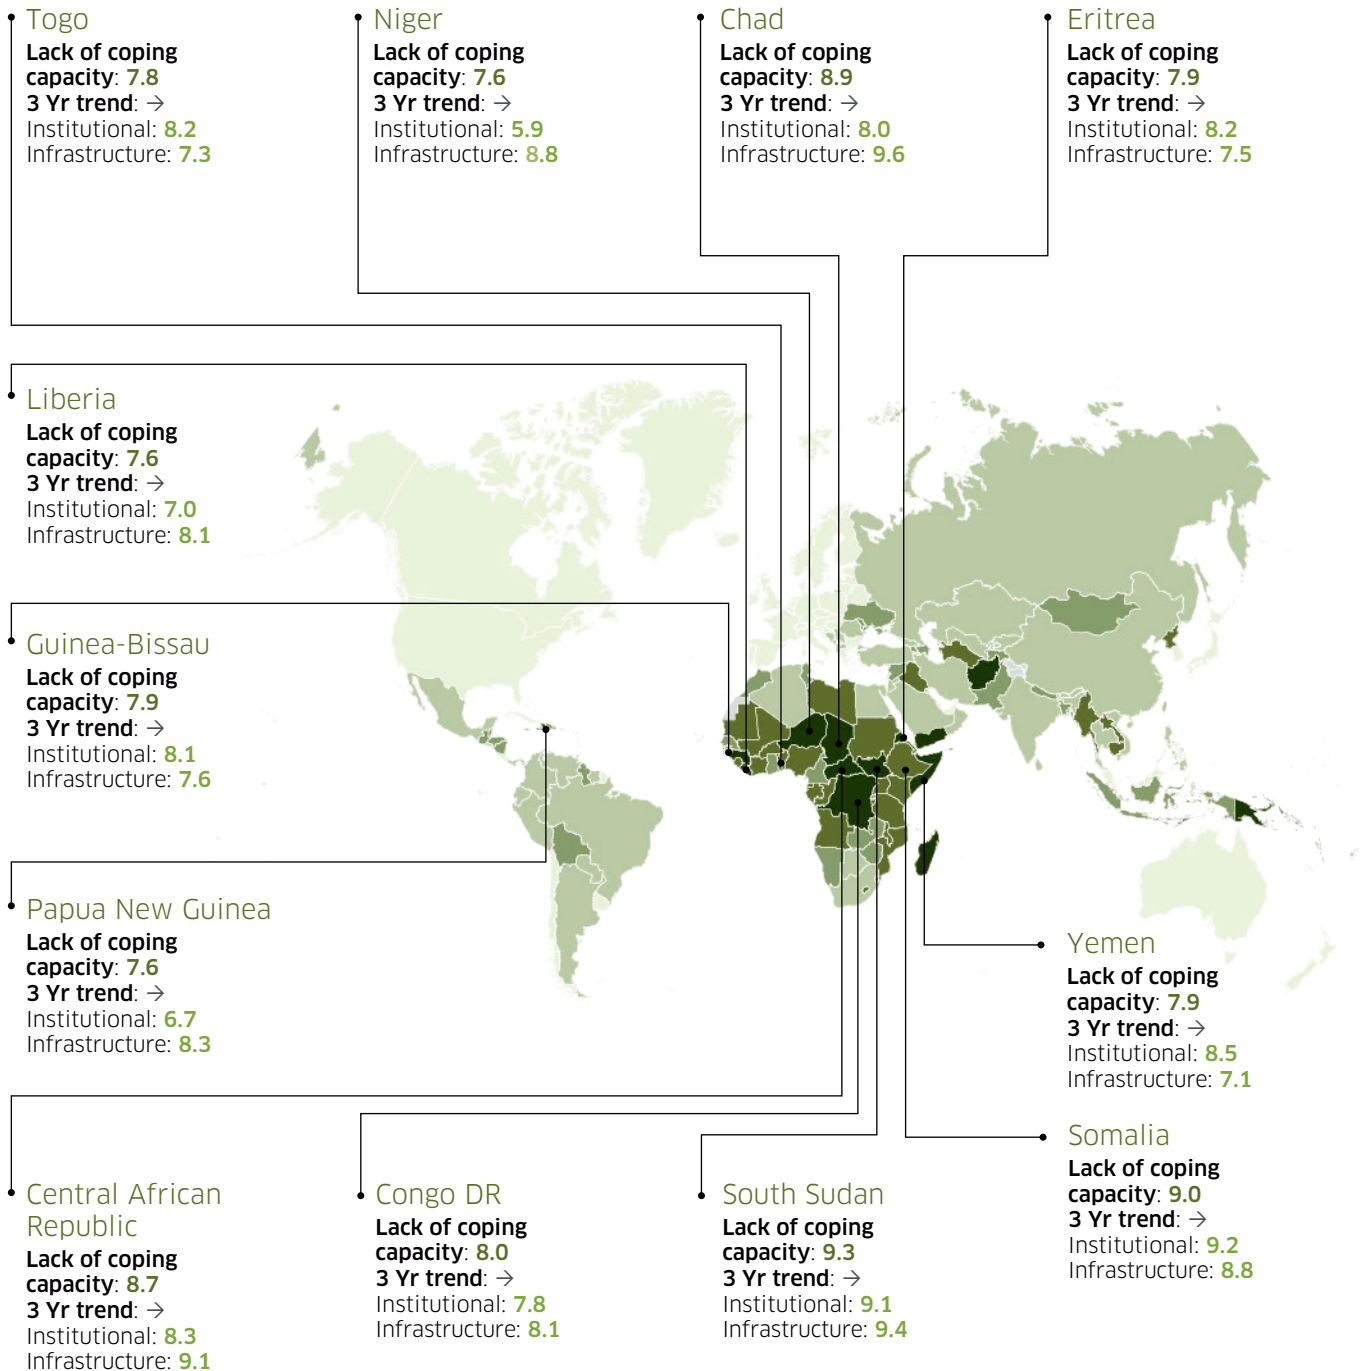 Togo
Lack of coping
capacity: 7.8
3 Yr trend: →
Institutional: 8.2
Infrastructure: 7.3
Niger
Lack of coping
capacity: 7.6
3 Yr trend: →
Institutional: 5.9
Infrastructure: 8.8
Chad
Lack of coping
capacity: 8.9
3 Yr trend: →
Institutional: 8.0
Infrastructure: 9.6
Eritrea
Lack of coping
capacity: 7.9
3 Yr trend: →
Institutional: 8.2
Infrastructure: 7.5
Liberia
Lack of coping
capacity: 7.6
3 Yr trend: →
Institutional: 7.0
Infrastructure: 8.1
Guinea-Bissau
Lack of coping
capacity: 7.9
3 Yr trend: →
Institutional: 8.1
Infrastructure: 7.6
Papua New Guinea
Lack of coping
capacity: 7.6
3 Yr trend: →
Institutional: 6.7
Infrastructure: 8.3
Yemen
Lack of coping
capacity: 7.9
3 Yr trend: →
Institutional: 8.5
Infrastructure: 7.1
Central African
Republic
Lack of coping
capacity: 8.7
3 Yr trend: →
Institutional: 8.3
Infrastructure: 9.1
Congo DR
Lack of coping
capacity: 8.0
3 Yr trend: →
Institutional: 7.8
Infrastructure: 8.1
South Sudan
Lack of coping
capacity: 9.3
3 Yr trend: →
Institutional: 9.1
Infrastructure: 9.4
Somalia
Lack of coping
capacity: 9.0
3 Yr trend: →
Institutional: 9.2
Infrastructure: 8.8